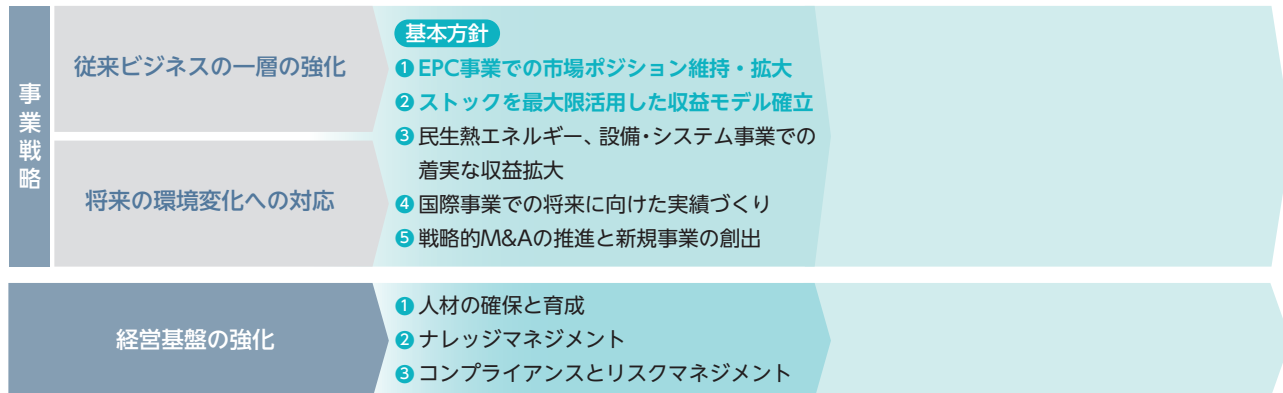 事業戦略
従来ビジネスの一層の強化
将来の環境変化への対応
基本方針
❶ EPC事業での市場ポジション維持・拡大
❷ ストックを最大限活用した収益モデル確立
❸ 民生熱エネルギー、設備・システム事業での
着実な収益拡大
❹ 国際事業での将来に向けた実績づくり
❺ 戦略的M&Aの推進と新規事業の創出
経営基盤の強化
❶ 人材の確保と育成
❷ ナレッジマネジメント
❸ コンプライアンスとリスクマネジメント